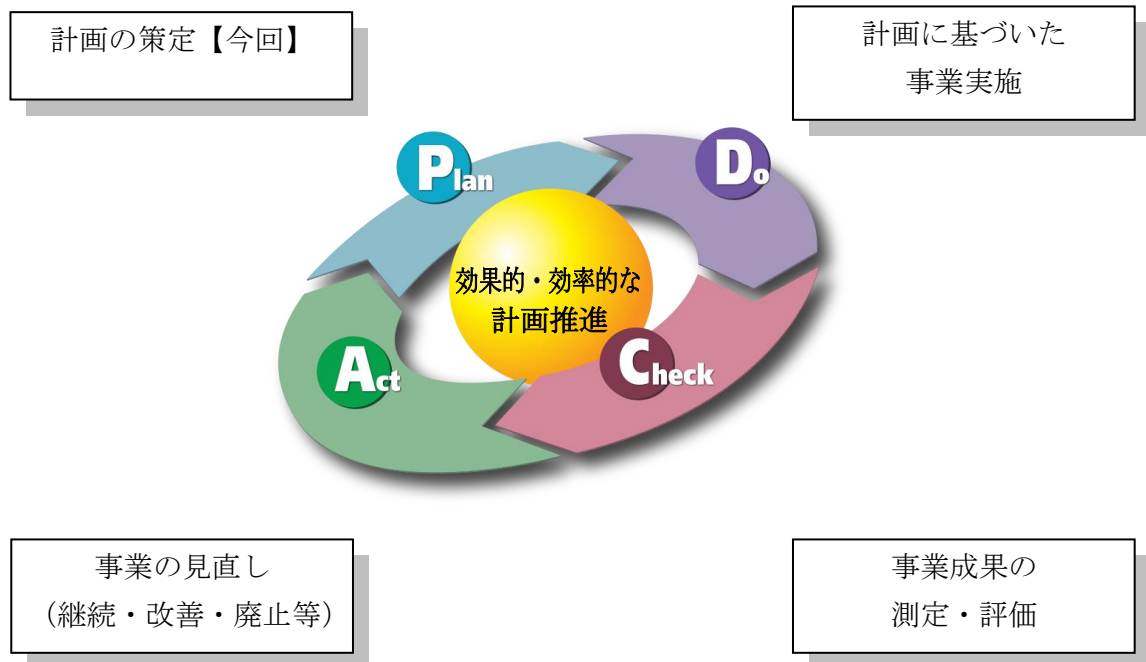 計画の策定【今回】
計画に基づいた
事業実施
Plan
Do
効果的・効率的な
計画推進
Act
Check
事業の見直し
（継続・改善・廃止等）
事業成果の
測定・評価